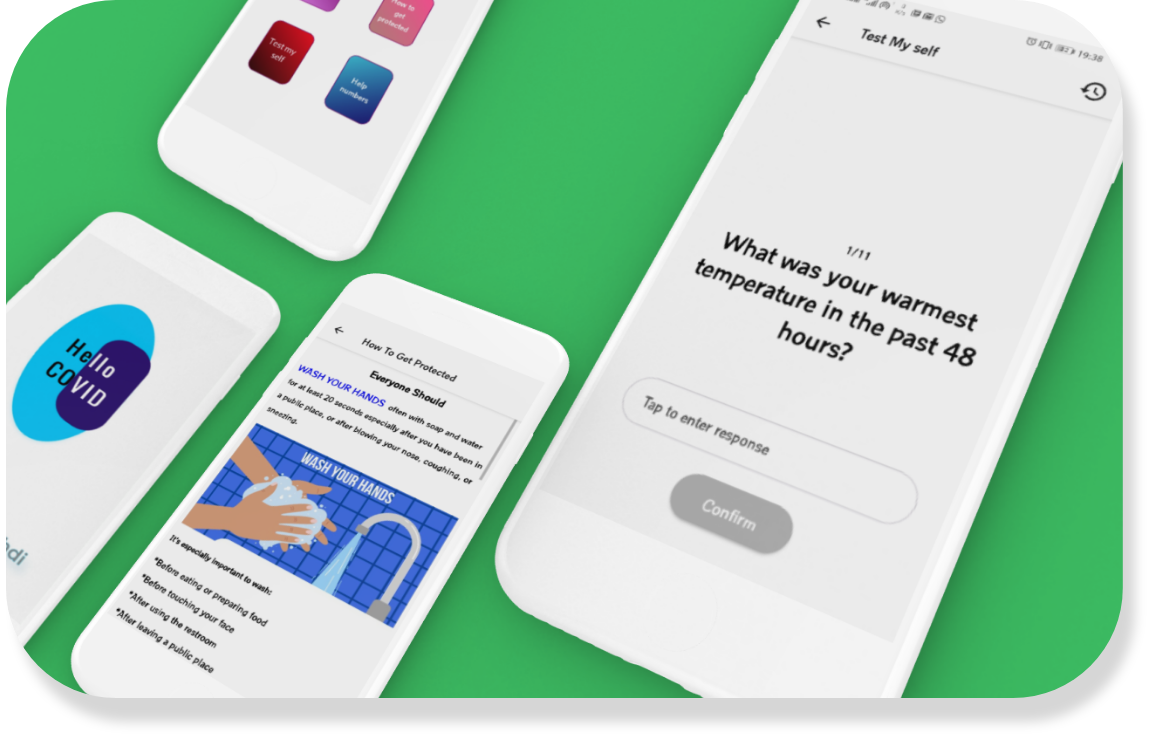 How to
get
protected
Test my
self
Help
numbers
Hello
COVID
How To Get Protected
Everyone Should
WASH YOUR HANDS often with soap and water
for at least 20 seconds especially after you have been in
a public place, or after blowing your nose, coughing, or
sneezing.
WASH YOUR HANDS
It's especially important to wash:
*Before eating or preparing food
*Before touching your face
*After using the restroom
*After leaving a public place
19:38
Test My self
1/11
What was your warmest
temperature in the past 48
hours?
Tap to enter response
Confirm